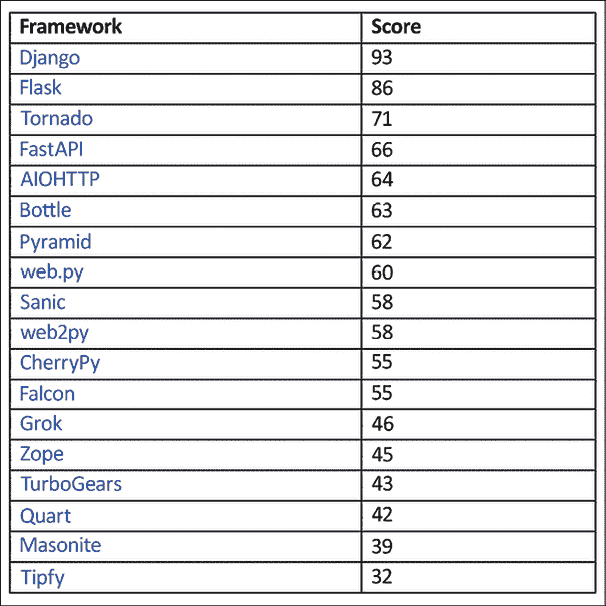 Framework Score
Django 93
Flask 86
Tornado 71
FastAPI 66
AIOHTTP 64
Bottle 63
Pyramid 62
web.py 60
Sanic 58
web2py 58
CherryPy 55
Falcon 55
Grok 46
Zope 45
TurboGears 43
Quart 42
Masonite 39
Tipfy 32